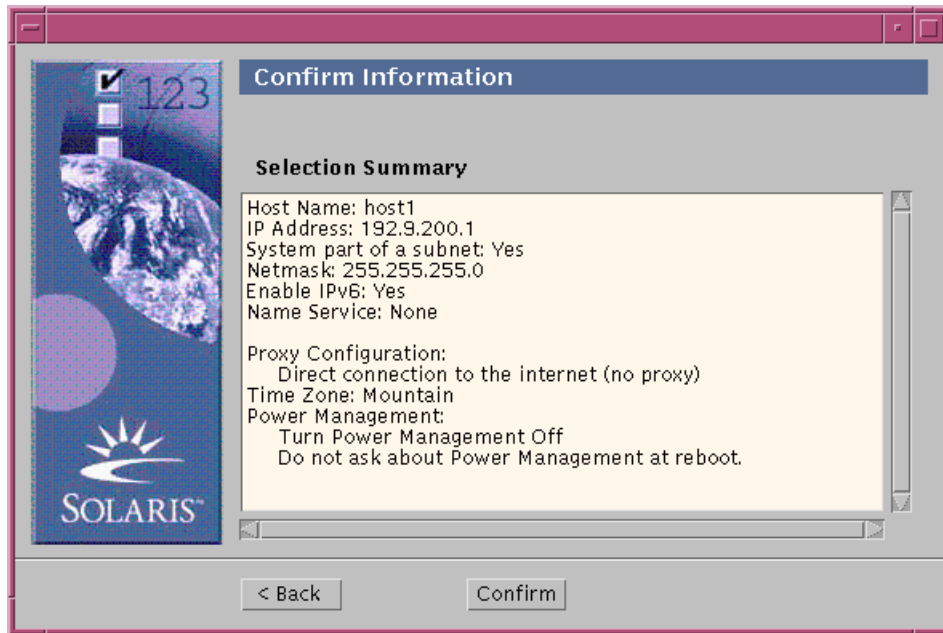 123
Confirm Information
Selection Summary
Host Name: host1
IP Address: 192.9.200.1
System part of a subnet: Yes
Netmask: 255.255.255.0
Enable IPv6: Yes
Name Service: None
Proxy Configuration:
Direct connection to the internet (no proxy)
Time Zone: Mountain
Power Management:
Turn Power Management Off
Do not ask about Power Management at reboot.
SOLARIS™
< Back
Confirm